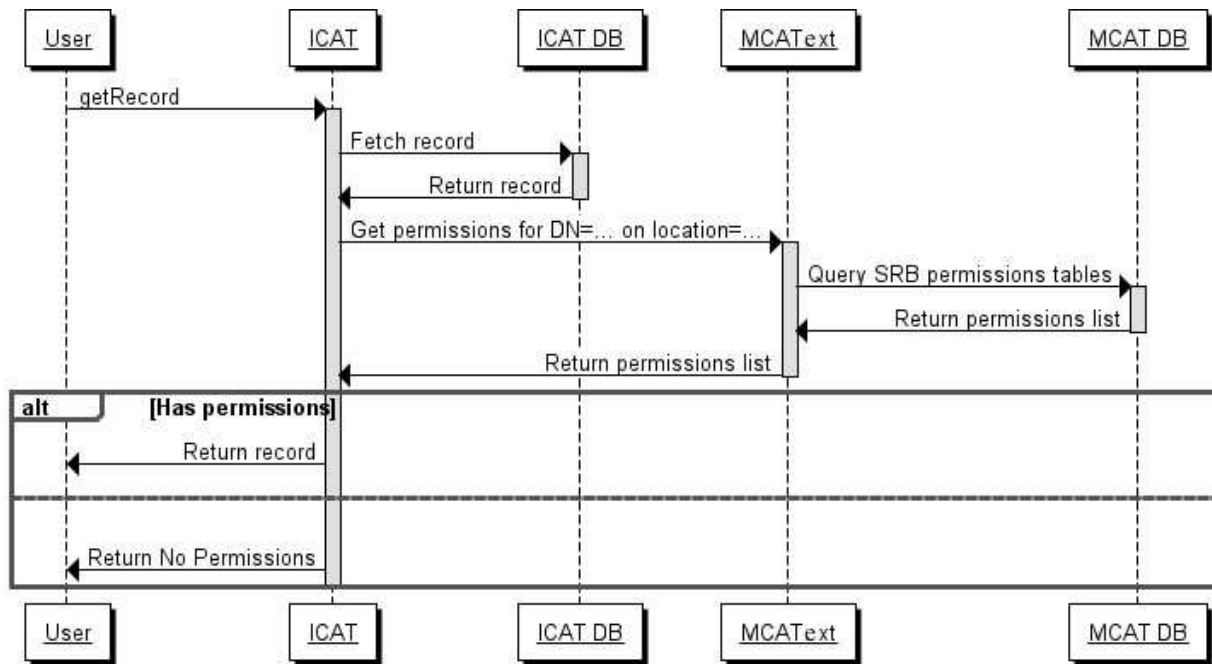 User ICAT ICAT DB MCAText MCAT DB
getRecord
Fetch record
Return record
Get permissions for DN=... on location=...
Query SRB permissions tables
Return permissions list
Return permissions list
alt [Has permissions]
Return record
Return No Permissions
User ICAT ICAT DB MCAText MCAT DB